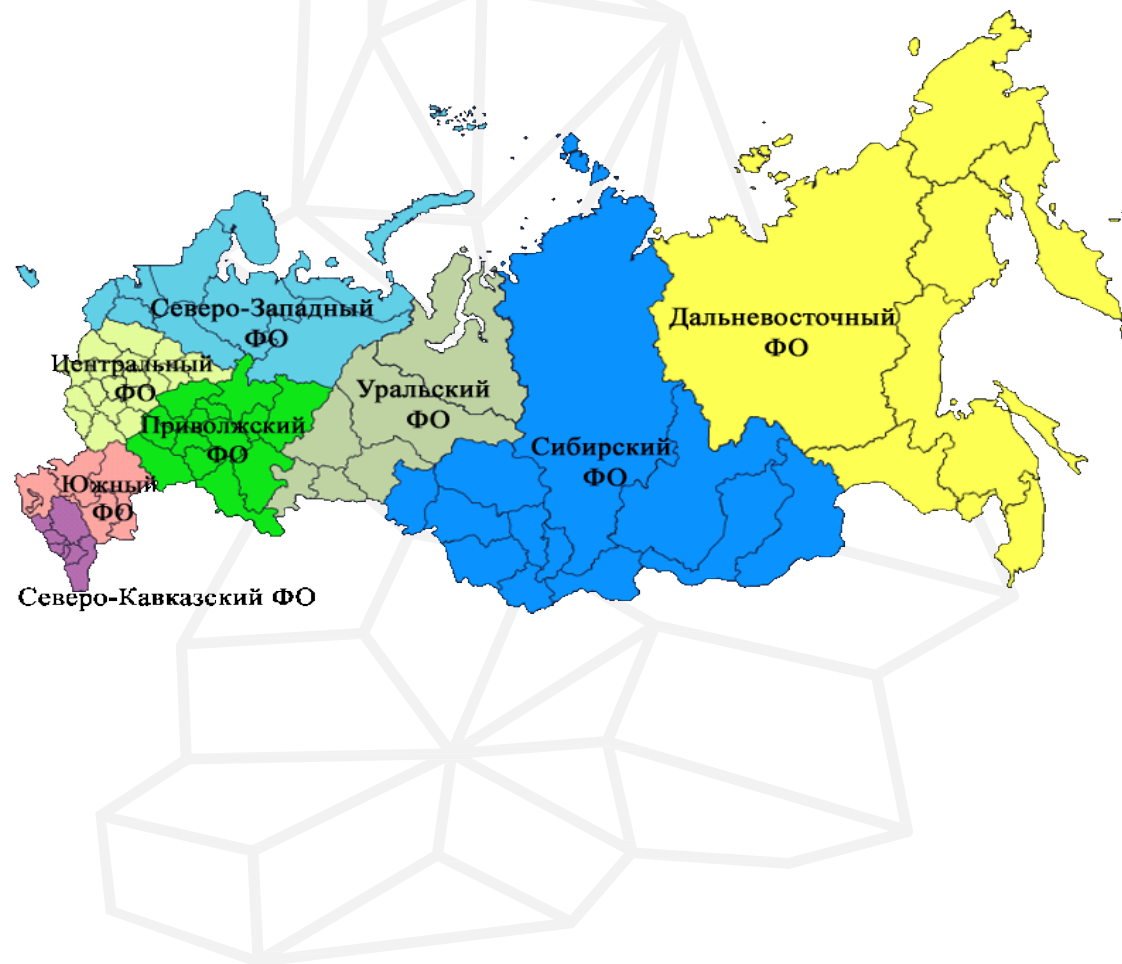 Северо-Западный
ФО
Центральный
ФО
Приволжский
ФО
Южный
ФО
Северо-Кавказский ФО
Уральский
ФО
Сибирский
ФО
Дальневосточный
ФО